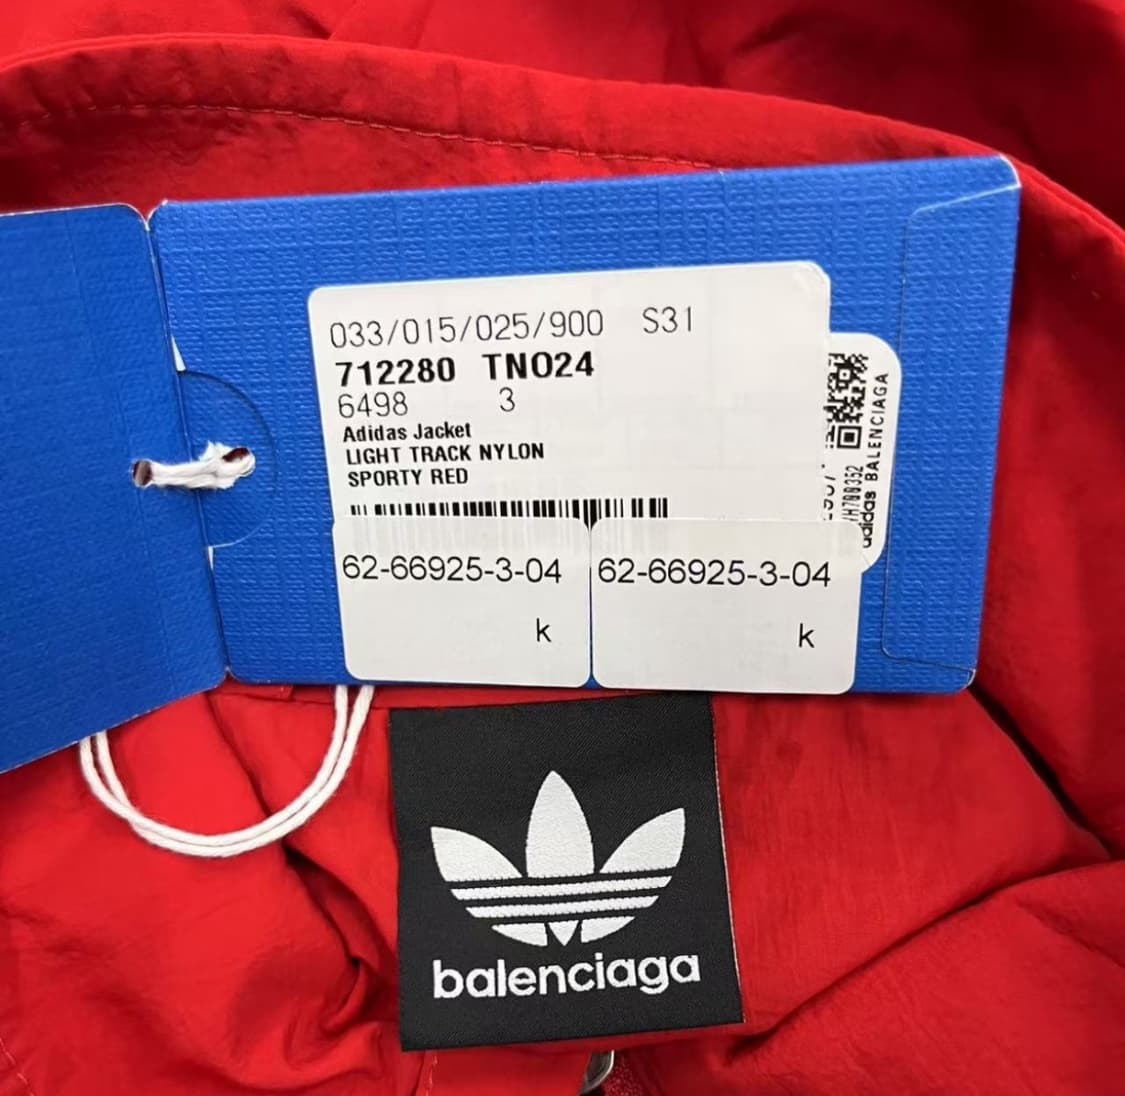 033/015/025/900 S31
712280 TNO24
6498 3
Adidas Jacket
LIGHT TRACK NYLON
SPORTY RED
adidas BALENCIAGA
62-66925-3-04
k
62-66925-3-04
k
balenciaga